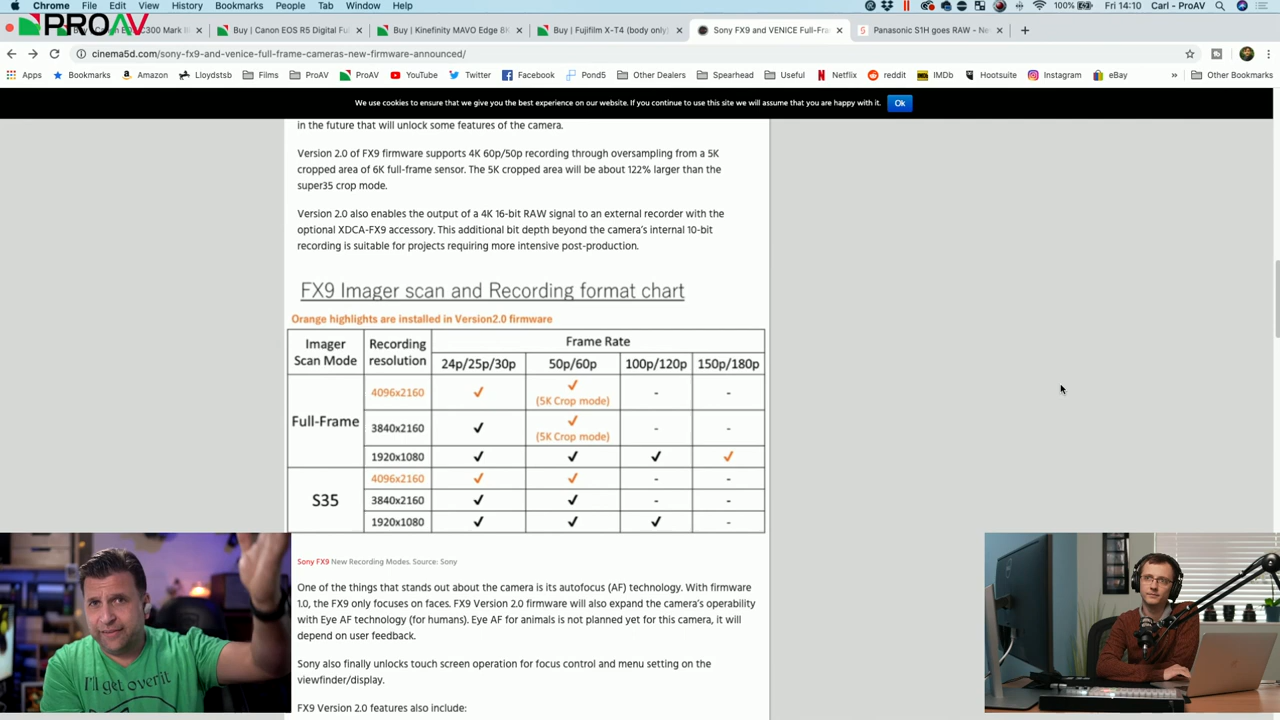 Chrome File Edit View History Bookmarks People Tab Window Help
100% Fri 14:10 Carl - ProAV
PROAV
C300 Mark II
Buy | Canon EOS R5 Digital Ful
Buy | Kinefinity MAVO Edge 8K
Buy | Fujifilm X-T4 (body only)
Sony FX9 and VENICE Full-Fra
Panasonic S1H goes RAW - Ne
cinema5d.com/sony-fx9-and-venice-full-frame-cameras-new-firmware-announced/
Apps Bookmarks Amazon Lloydstsb Films ProAV ProAV YouTube Twitter Facebook Pond5 Other Dealers Spearhead Useful Netflix reddit IMDb Hootsuite Instagram eBay » Other Bookmarks
We use cookies to ensure that we give you the best experience on our website. If you continue to use this site we will assume that you are happy with it. Ok
in the future that will unlock some features of the camera.
Version 2.0 of FX9 firmware supports 4K 60p/50p recording through oversampling from a 5K
cropped area of 6K full-frame sensor. The 5K cropped area will be about 122% larger than the
super35 crop mode.
Version 2.0 also enables the output of a 4K 16-bit RAW signal to an external recorder with the
optional XDCA-FX9 accessory. This additional bit depth beyond the camera's internal 10-bit
recording is suitable for projects requiring more intensive post-production.
FX9 Imager scan and Recording format chart
Orange highlights are installed in Version2.0 firmware
Imager Scan Mode Recording resolution Frame Rate
24p/25p/30p 50p/60p 100p/120p 150p/180p
Full-Frame
4096x2160 ✓ ✓ (5K Crop mode) - -
3840x2160 ✓ ✓ (5K Crop mode) - -
1920x1080 ✓ ✓ ✓ ✓
S35
4096x2160 ✓ ✓ - -
3840x2160 ✓ ✓ - -
1920x1080 ✓ ✓ ✓ -
Sony FX9 New Recording Modes. Source: Sony
One of the things that stands out about the camera is its autofocus (AF) technology. With firmware
1.0, the FX9 only focuses on faces. FX9 Version 2.0 firmware will also expand the camera's operability
with Eye AF technology (for humans). Eye AF for animals is not planned yet for this camera, it will
depend on user feedback.
Sony also finally unlocks touch screen operation for focus control and menu setting on the
viewfinder/display.
FX9 Version 2.0 features also include:
I'll get over it